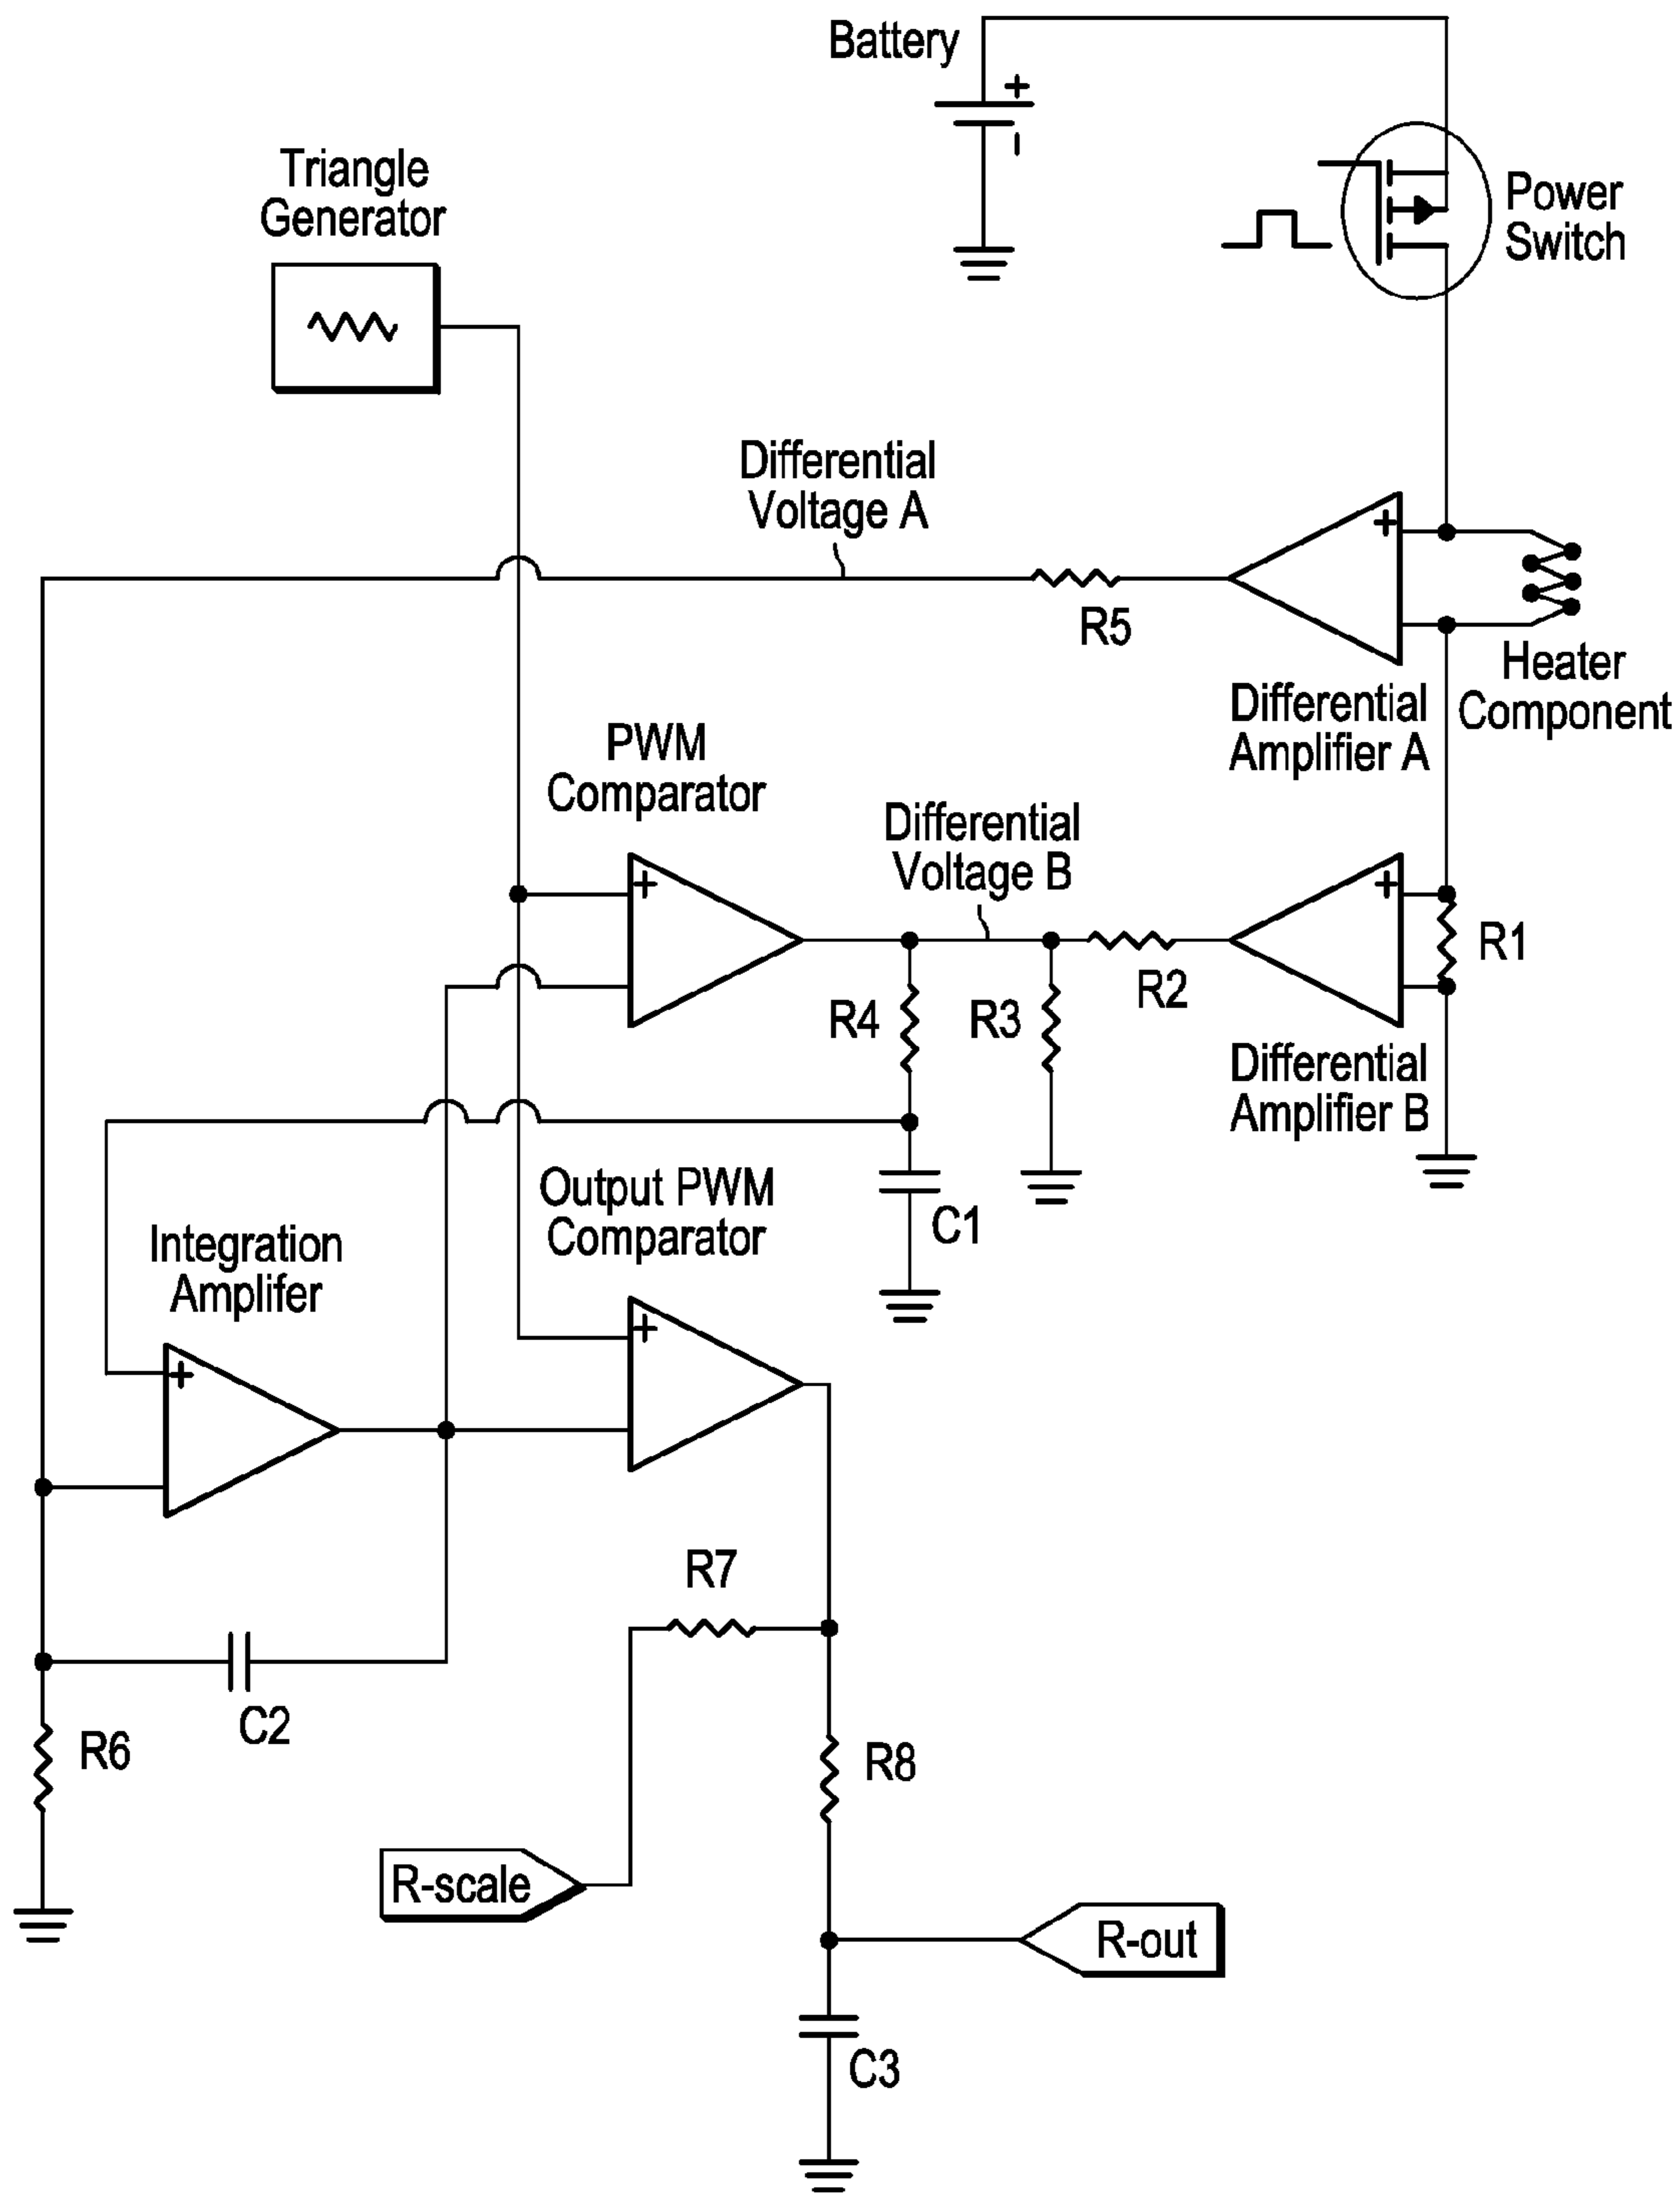 Battery
+
Triangle
Generator
Power
Switch
Differential
Voltage A
+
R5
Heater
Component
Differential
Amplifier A
PWM
Comparator
Differential
Voltage B
+
+
R1
R2
R4
R3
Differential
Amplifier B
Output PWM
Comparator
C1
Integration
Amplifer
+
+
R7
C2
R6
R8
R-scale
R-out
C3